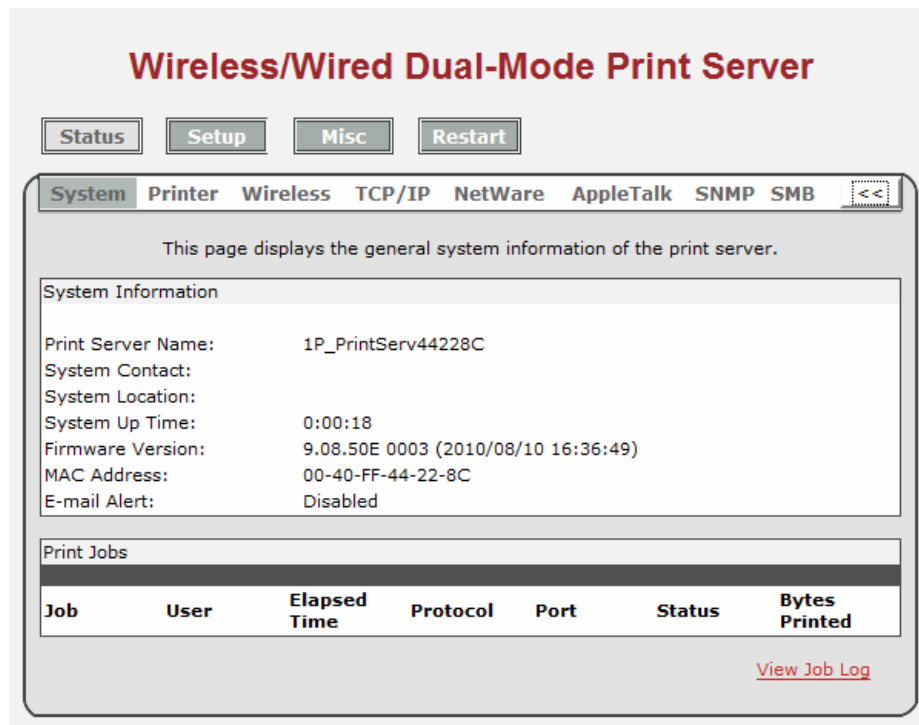 Wireless/Wired Dual-Mode Print Server
Status Setup Misc Restart
System Printer Wireless TCP/IP NetWare AppleTalk SNMP SMB <<
This page displays the general system information of the print server.
System Information
Print Server Name: 1P_PrintServ44228C
System Contact:
System Location:
System Up Time: 0:00:18
Firmware Version: 9.08.50E 0003 (2010/08/10 16:36:49)
MAC Address: 00-40-FF-44-22-8C
E-mail Alert: Disabled
Print Jobs
Job User Elapsed Time Protocol Port Status Bytes Printed
View Job Log